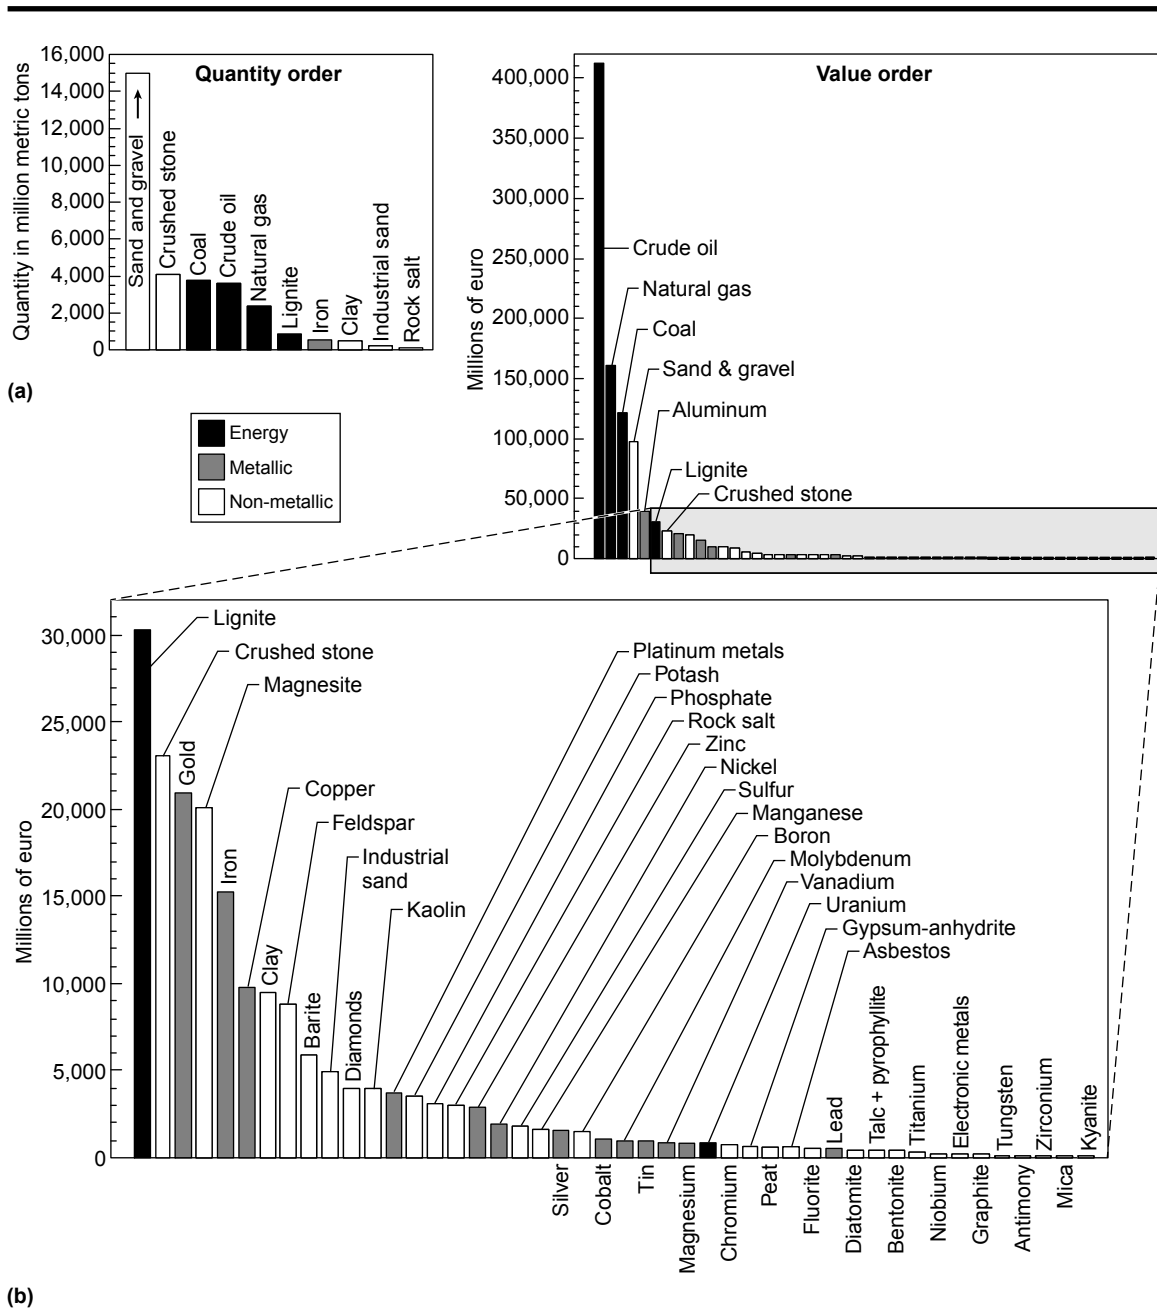 Quantity order
Quantity in million metric tons
16,000
14,000
12,000
10,000
8,000
6,000
4,000
2,000
0
Sand and gravel
Crushed stone
Coal
Crude oil
Natural gas
Lignite
Iron
Clay
Industrial sand
Rock salt
(a)
Energy
Metallic
Non-metallic
Value order
Millions of euro
400,000
350,000
300,000
250,000
200,000
150,000
100,000
50,000
0
Crude oil
Natural gas
Coal
Sand & gravel
Aluminum
Lignite
Crushed stone
Millions of euro
30,000
25,000
20,000
15,000
10,000
5,000
0
Lignite
Crushed stone
Gold
Magnesite
Iron
Copper
Clay
Feldspar
Barite
Industrial
sand
Diamonds
Kaolin
Platinum metals
Potash
Phosphate
Rock salt
Zinc
Nickel
Sulfur
Manganese
Boron
Molybdenum
Vanadium
Uranium
Gypsum-anhydrite
Asbestos
Lead
Talc + pyrophyllite
Titanium
Electronic metals
Tungsten
Zirconium
Kyanite
Silver
Cobalt
Tin
Magnesium
Chromium
Peat
Fluorite
Diatomite
Bentonite
Niobium
Graphite
Antimony
Mica
(b)